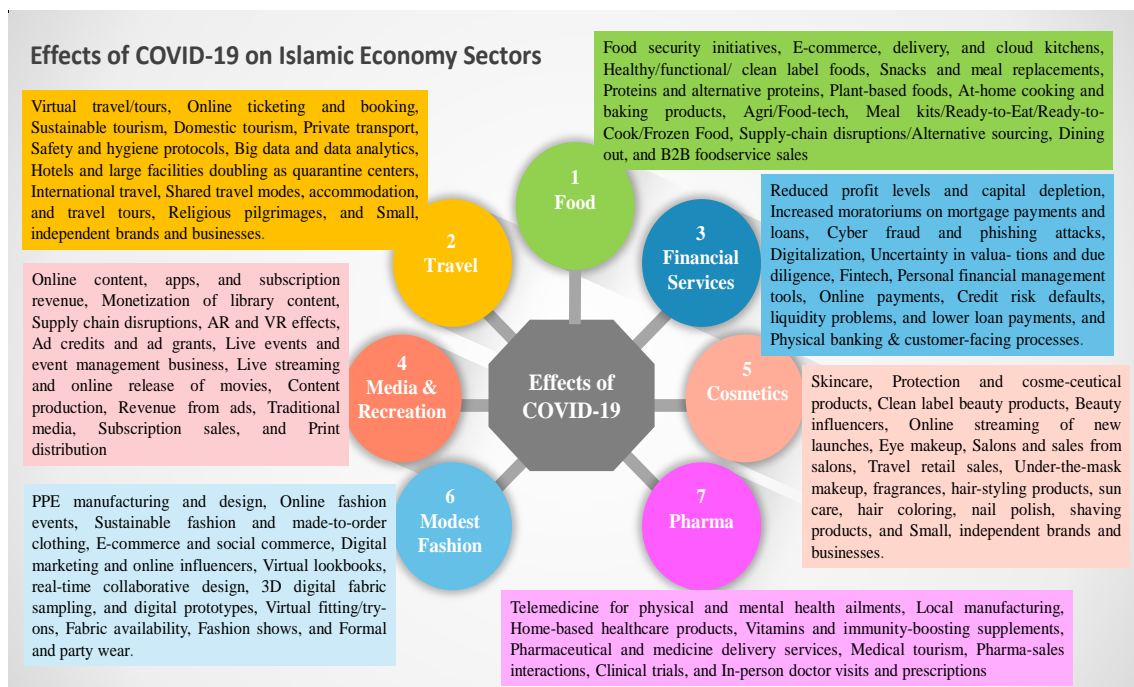 Effects of COVID-19 on Islamic Economy Sectors
Food security initiatives, E-commerce, delivery, and cloud kitchens,
Healthy/functional/ clean label foods, Snacks and meal replacements,
Proteins and alternative proteins, Plant-based foods, At-home cooking and
baking products, Agri/Food-tech, Meal kits/Ready-to-Eat/Ready-to-
Cook/Frozen Food, Supply-chain disruptions/Alternative sourcing, Dining
out, and B2B foodservice sales
Virtual travel/tours, Online ticketing and booking,
Sustainable tourism, Domestic tourism, Private transport,
Safety and hygiene protocols, Big data and data analytics,
Hotels and large facilities doubling as quarantine centers,
International travel, Shared travel modes, accommodation,
and travel tours, Religious pilgrimages, and Small,
independent brands and businesses.
1
Food
2
Travel
3
Financial
Services
Reduced profit levels and capital depletion,
Increased moratoriums on mortgage payments and
loans, Cyber fraud and phishing attacks,
Digitalization, Uncertainty in valua- tions and due
diligence, Fintech, Personal financial management
tools, Online payments, Credit risk defaults,
liquidity problems, and lower loan payments, and
Physical banking & customer-facing processes.
Online content, apps, and subscription
revenue, Monetization of library content,
Supply chain disruptions, AR and VR effects,
Ad credits and ad grants, Live events and
event management business, Live streaming
and online release of movies, Content
production, Revenue from ads, Traditional
media, Subscription sales, and Print
distribution
4
Media &
Recreation
Effects of
COVID-19
5
Cosmetics
Skincare, Protection and cosme-ceutical
products, Clean label beauty products, Beauty
influencers, Online streaming of new
launches, Eye makeup, Salons and sales from
salons, Travel retail sales, Under-the-mask
makeup, fragrances, hair-styling products, sun
care, hair coloring, nail polish, shaving
products, and Small, independent brands and
businesses.
PPE manufacturing and design, Online fashion
events, Sustainable fashion and made-to-order
clothing, E-commerce and social commerce, Digital
marketing and online influencers, Virtual lookbooks,
real-time collaborative design, 3D digital fabric
sampling, and digital prototypes, Virtual fitting/try-
ons, Fabric availability, Fashion shows, and Formal
and party wear.
6
Modest
Fashion
7
Pharma
Telemedicine for physical and mental health ailments, Local manufacturing,
Home-based healthcare products, Vitamins and immunity-boosting supplements,
Pharmaceutical and medicine delivery services, Medical tourism, Pharma-sales
interactions, Clinical trials, and In-person doctor visits and prescriptions